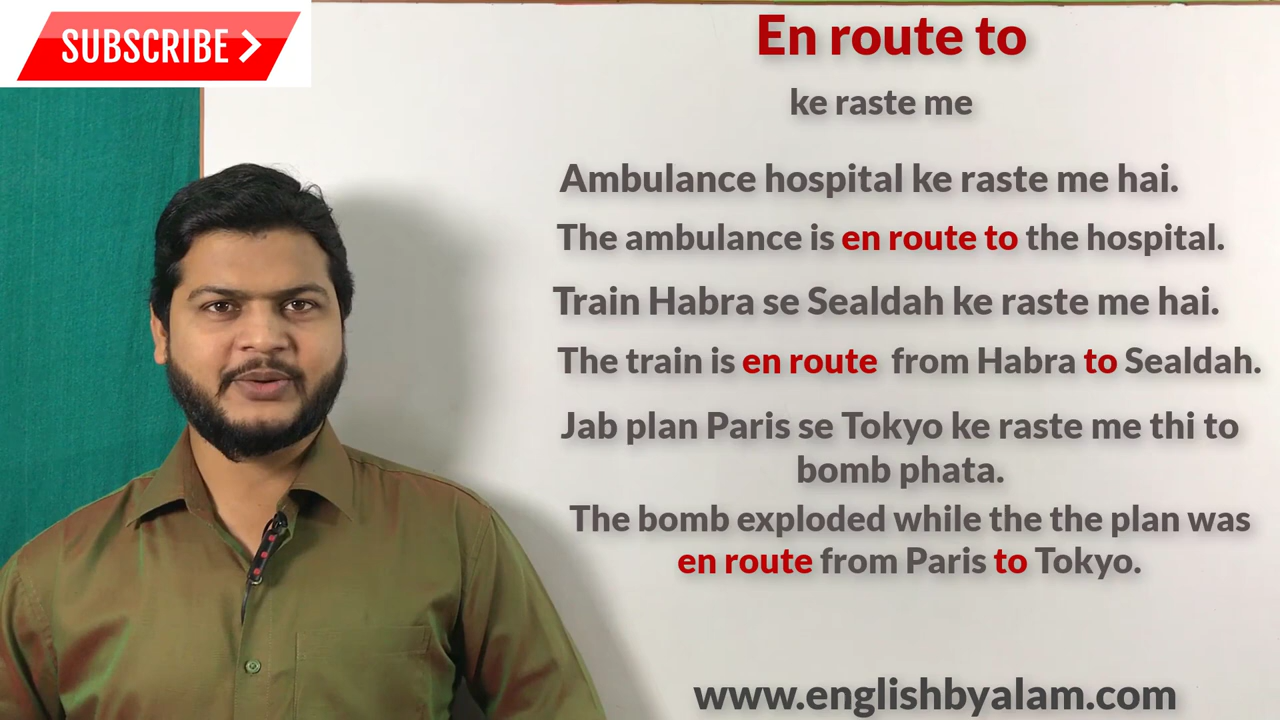 SUBSCRIBE
En route to
ke raste me
Ambulance hospital ke raste me hai.
The ambulance is en route to the hospital.
Train Habra se Sealdah ke raste me hai.
The train is en route from Habra to Sealdah.
Jab plan Paris se Tokyo ke raste me thi to
bomb phata.
The bomb exploded while the the plan was
en route from Paris to Tokyo.
www.englishbyalam.com